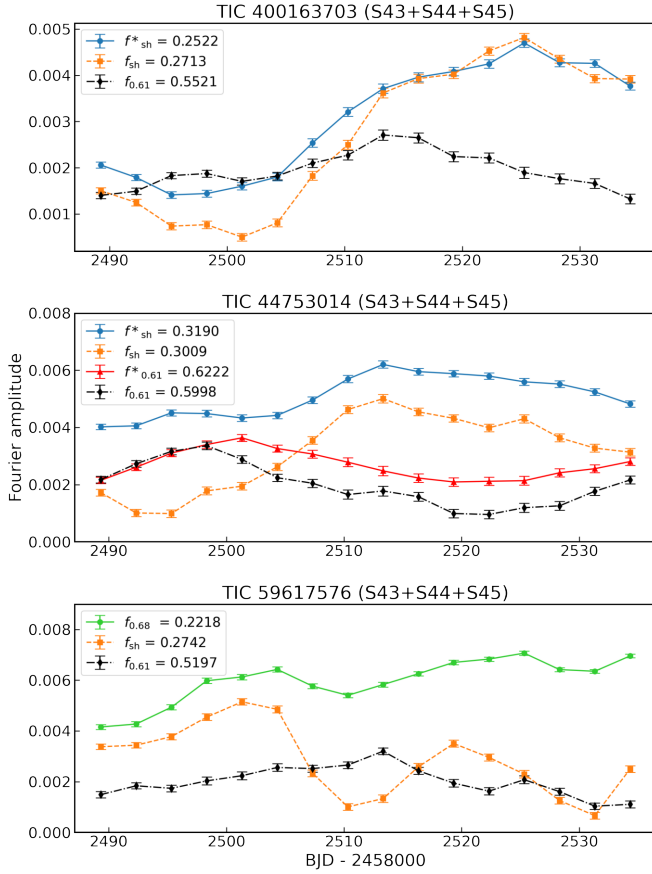 TIC 400163703 (S43+S44+S45)
0.005
0.004
0.003
0.002
0.001
f*sh = 0.2522
fsh = 0.2713
f0.61 = 0.5521
2490 2500 2510 2520 2530
TIC 44753014 (S43+S44+S45)
0.008
0.006
0.004
0.002
0.000
f*sh = 0.3190
fsh = 0.3009
f*0.61 = 0.6222
f0.61 = 0.5998
Fourier amplitude
2490 2500 2510 2520 2530
TIC 59617576 (S43+S44+S45)
0.008
0.006
0.004
0.002
0.000
f0.68 = 0.2218
fsh = 0.2742
f0.61 = 0.5197
2490 2500 2510 2520 2530
BJD - 2458000